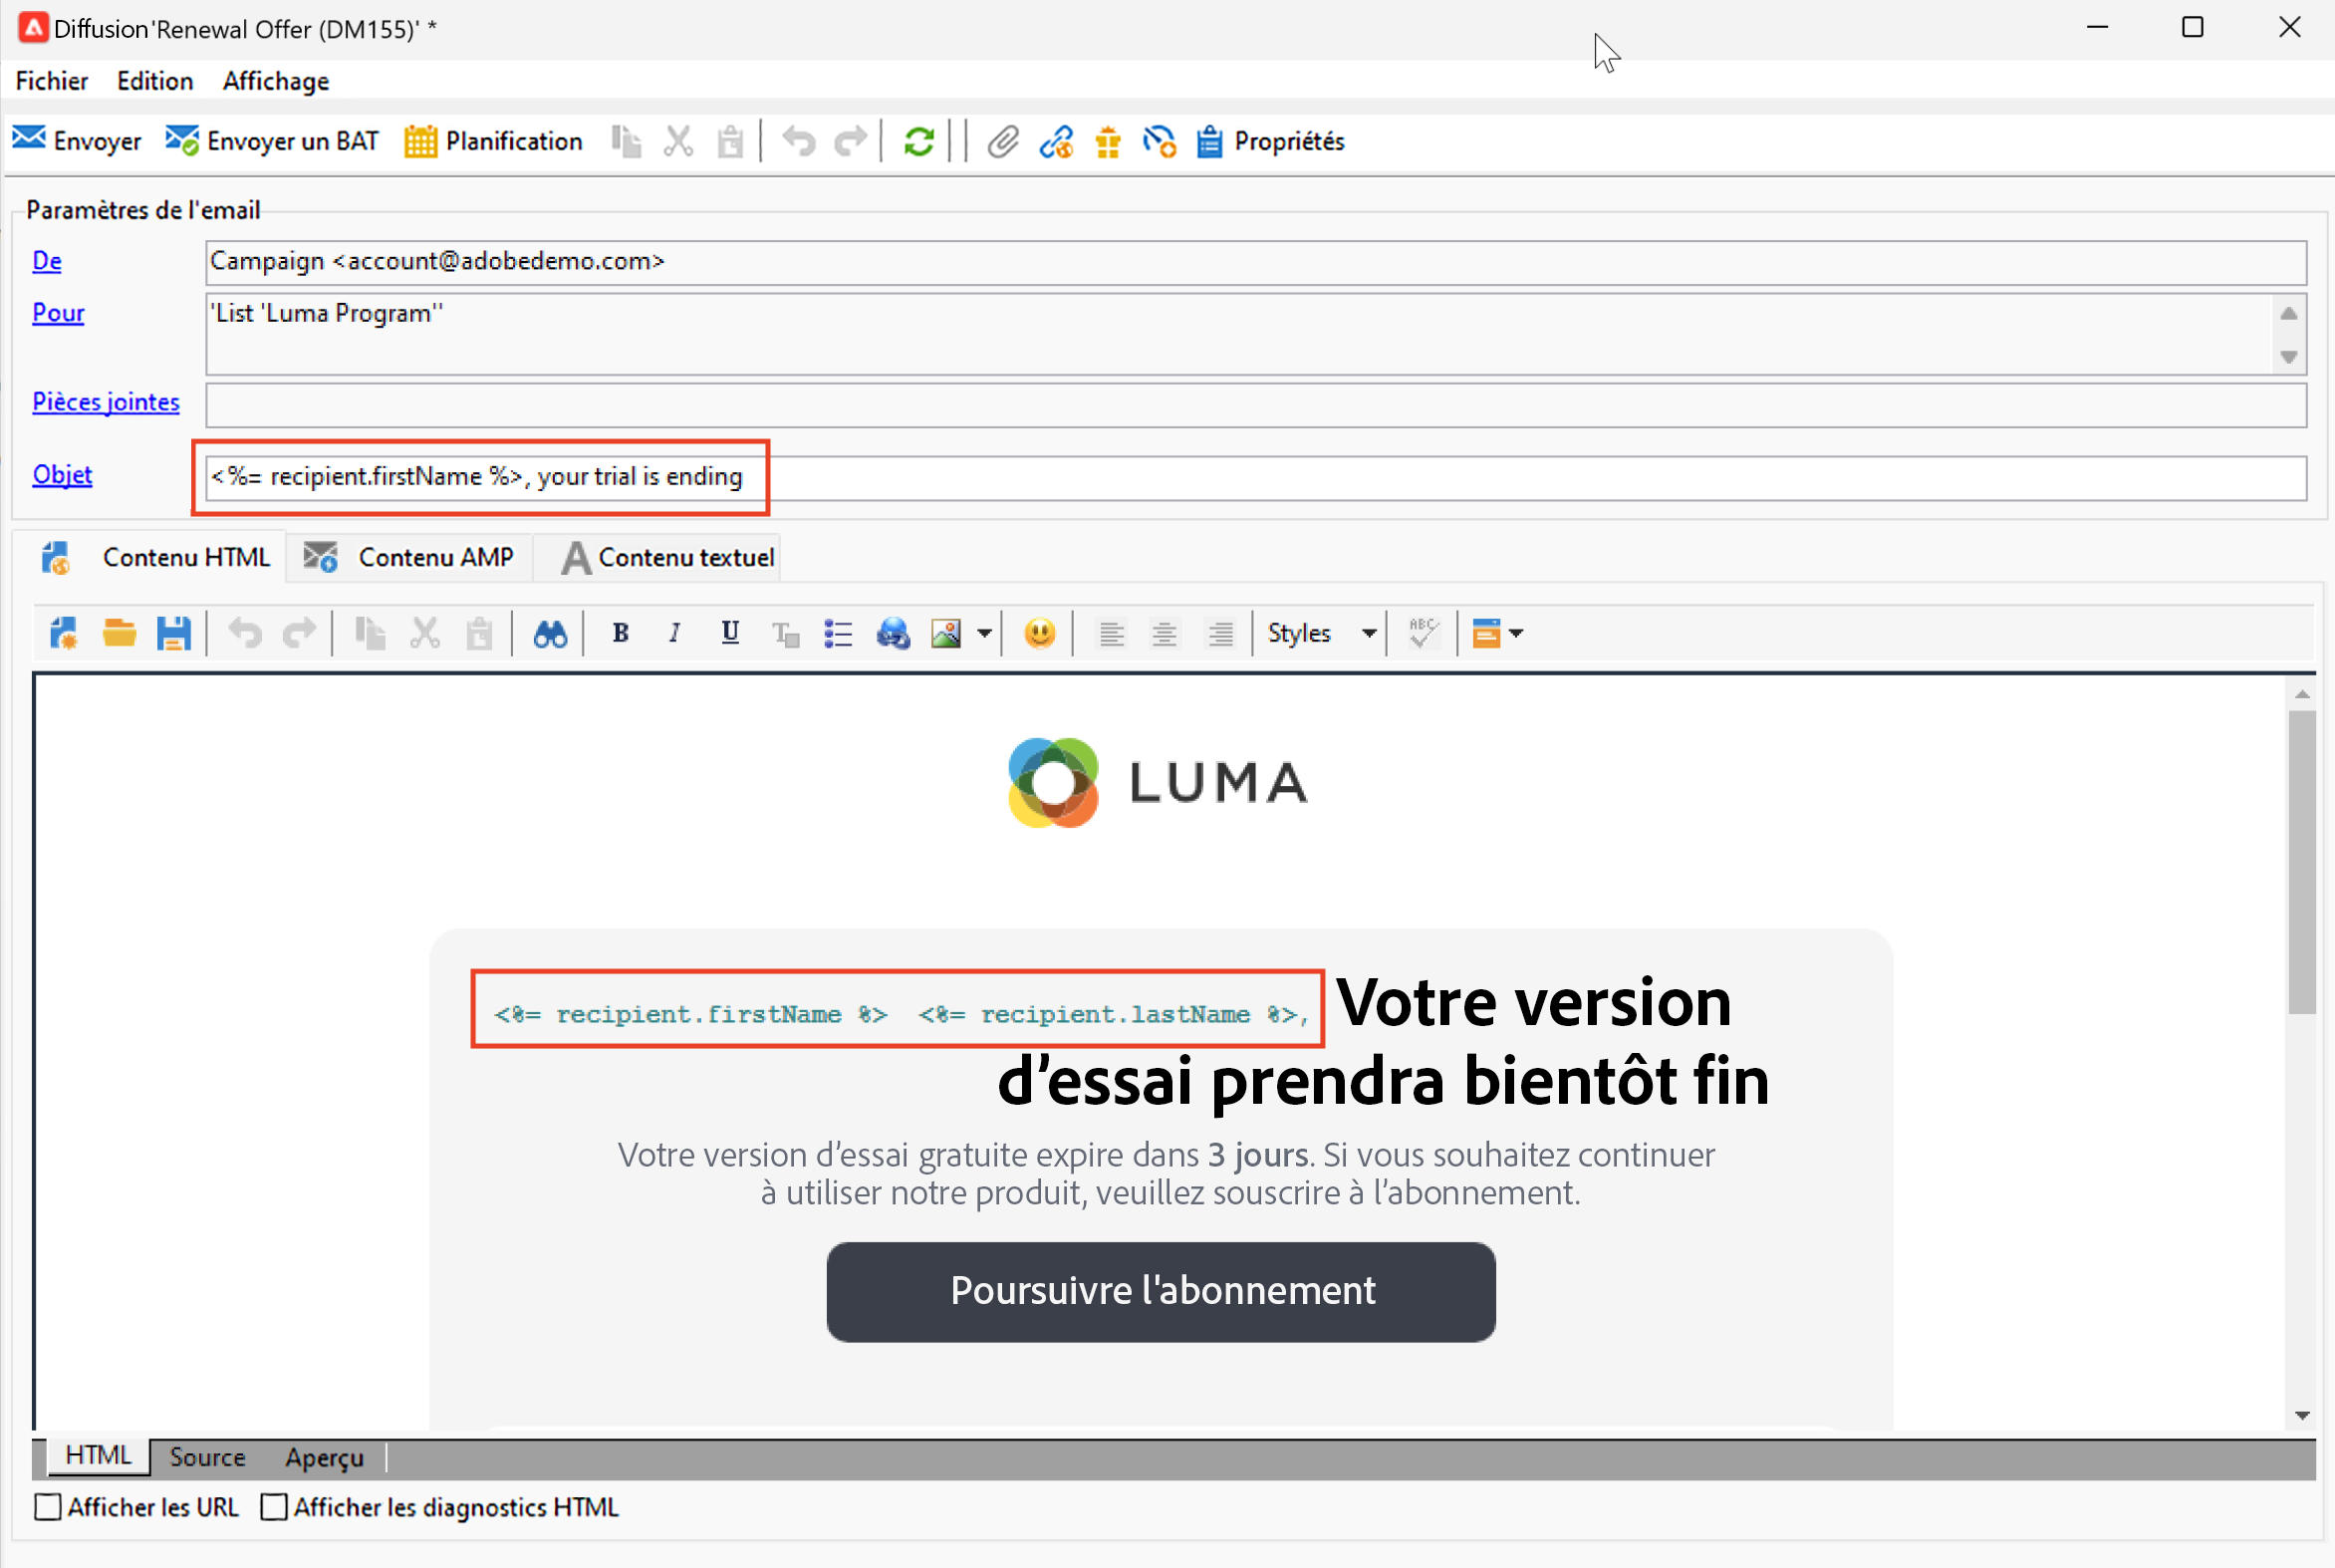 Diffusion'Renewal Offer (DM155)' *
Fichier Edition Affichage
Envoyer Envoyer un BAT Planification Propriétés
Paramètres de l'email
De Campaign <account@adobedemo.com>
Pour 'List 'Luma Program''
Pièces jointes
Objet <%= recipient.firstName %>, your trial is ending
Contenu HTML Contenu AMP A Contenu textuel
B I U T Styles ABC
LUMA
<%= recipient.firstName %> <%= recipient.lastName %>, Votre version
d’essai prendra bientôt fin
Votre version d’essai gratuite expire dans 3 jours. Si vous souhaitez continuer
à utiliser notre produit, veuillez souscrire à l’abonnement.
Poursuivre l'abonnement
HTML Source Aperçu
Afficher les URL Afficher les diagnostics HTML